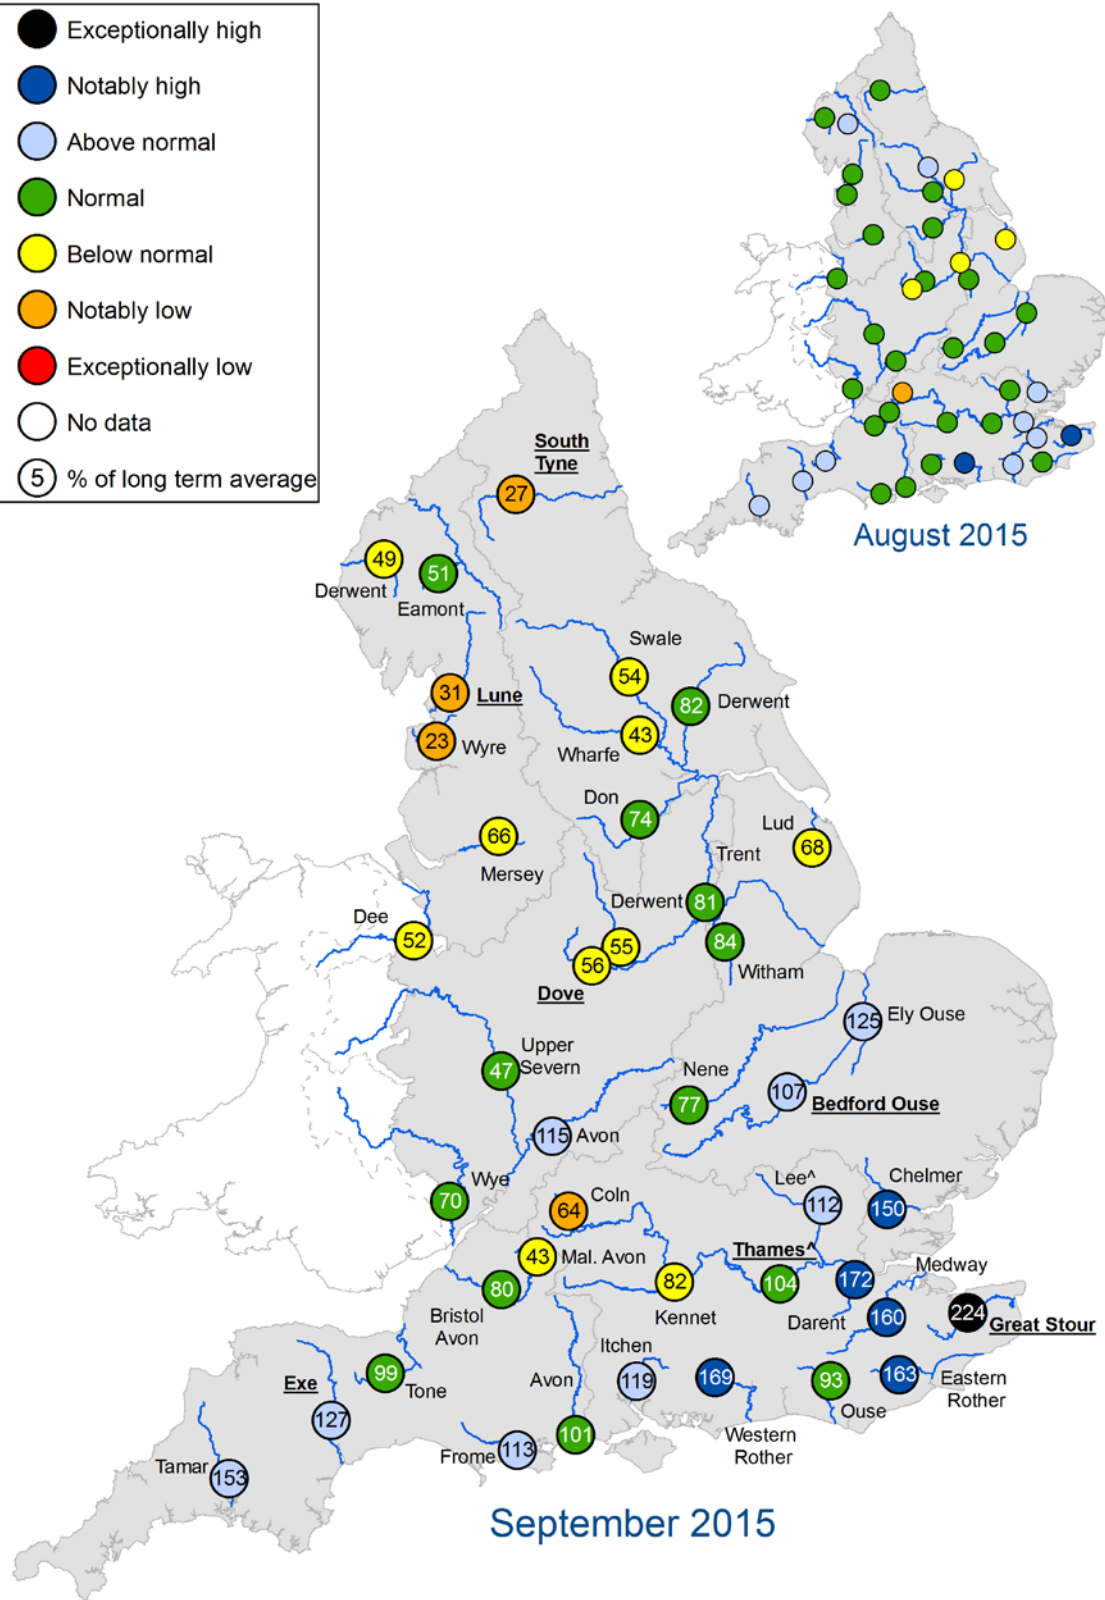 Exceptionally high
Notably high
Above normal
Normal
Below normal
Notably low
Exceptionally low
No data
5 % of long term average
August 2015
South
Tyne
27
49
Derwent
51
Eamont
Swale
54
31 Lune
82 Derwent
23 Wyre
43
Wharfe
Don
74
Lud
68
66
Mersey
Trent
Derwent 81
Dee
52
55
84
Witham
56
Dove
125 Ely Ouse
Upper
Severn
47
Nene
77
107
Bedford Ouse
115 Avon
Wye
70
Coln
64
Lee^
112
Chelmer
150
43 Mal. Avon
Thames^
104
172
Medway
80
Bristol
Avon
82
Kennet
Darent
160
224
Great Stour
Itchen
99
Tone
Avon
119
169
93
Ouse
163
Eastern
Rother
Exe
127
101
Western
Rother
Frome 113
Tamar
153
September 2015